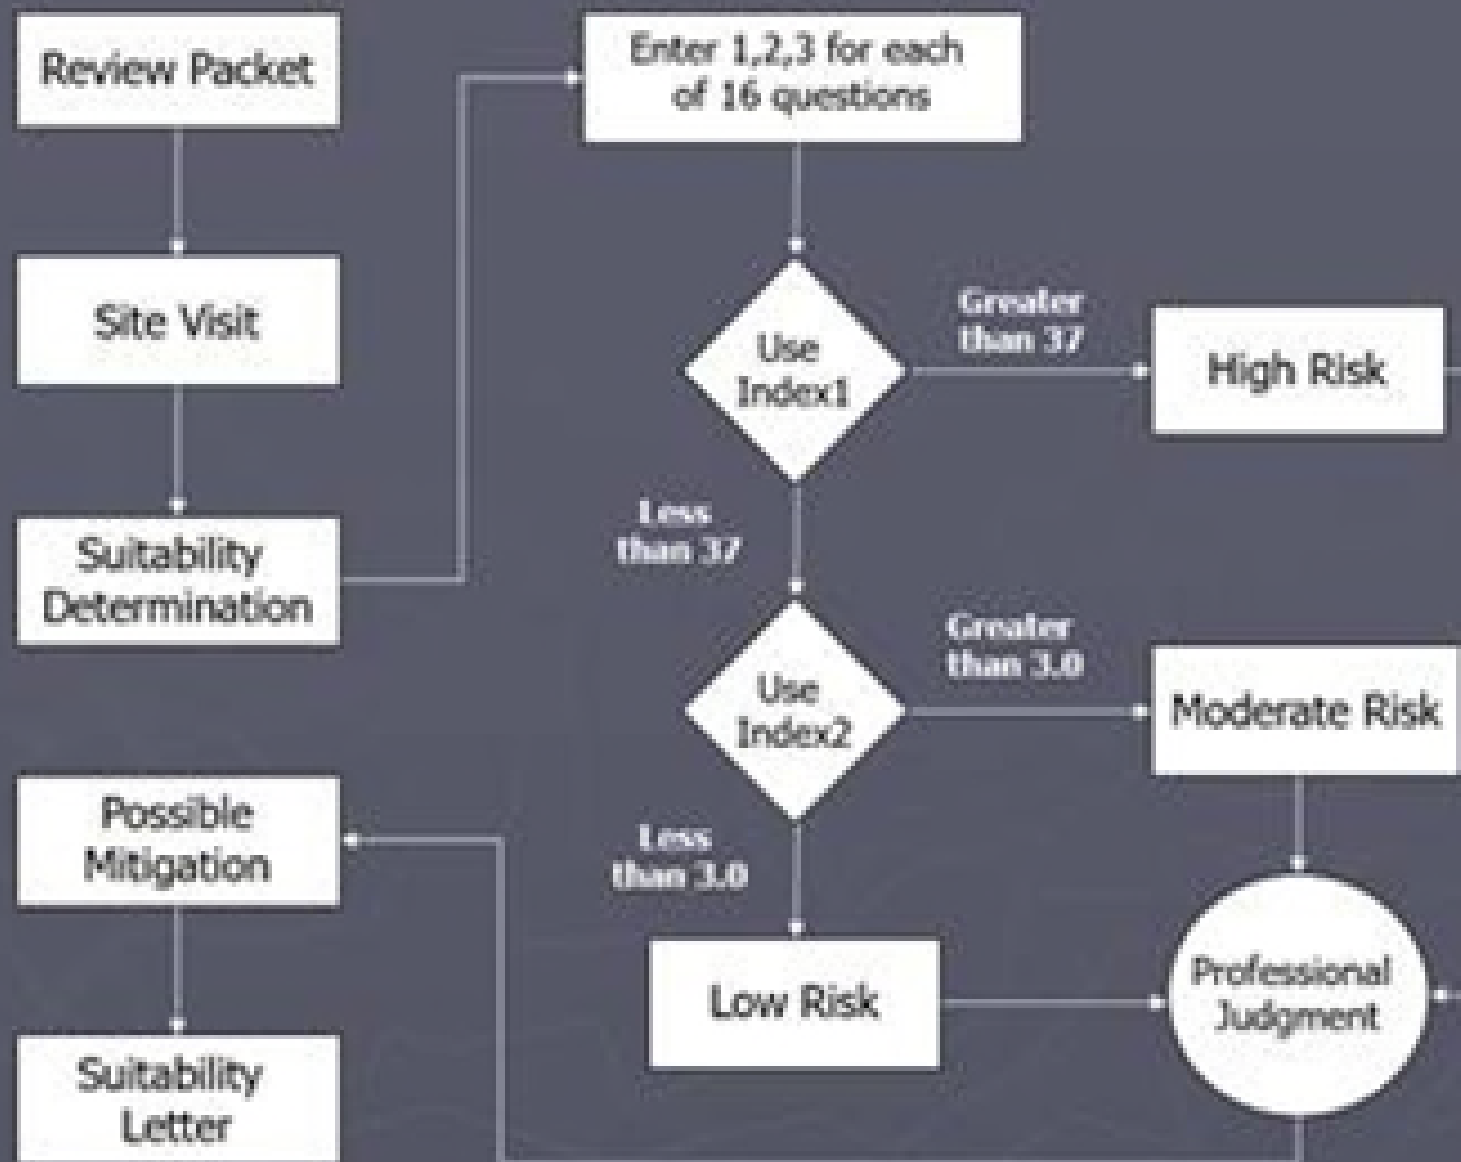 Review Packet
Site Visit
Suitability
Determination
Enter 1,2,3 for each
of 16 questions
Use
Index1
Greater
than 37
High Risk
Less
than 37
Use
Index2
Greater
than 3.0
Moderate Risk
Less
than 3.0
Low Risk
Professional
Judgment
Possible
Mitigation
Suitability
Letter